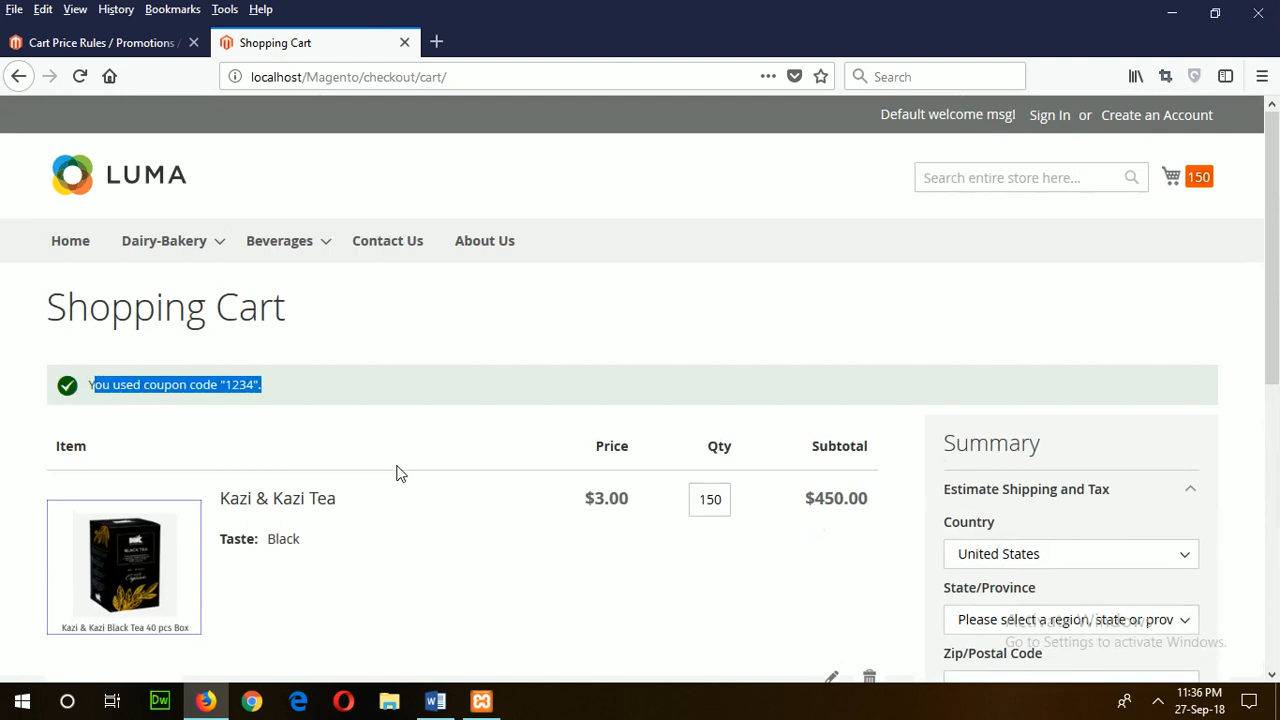 File Edit View History Bookmarks Tools Help
Cart Price Rules / Promotions /
Shopping Cart
localhost/Magento/checkout/cart/
Search
Default welcome msg! Sign In or Create an Account
LUMA
Search entire store here...
150
Home Dairy-Bakery Beverages Contact Us About Us
Shopping Cart
You used coupon code "1234".
Item Price Qty Subtotal
Kazi & Kazi Tea $3.00 150 $450.00
Taste: Black
BLACK TEA
Kazi & Kazi Black Tea 40 pcs Box
Summary
Estimate Shipping and Tax
Country
United States
State/Province
Please select a region, state or prov
Zip/Postal Code
Activate Windows
Go to Settings to activate Windows.
Dw
11:36 PM
27-Sep-18